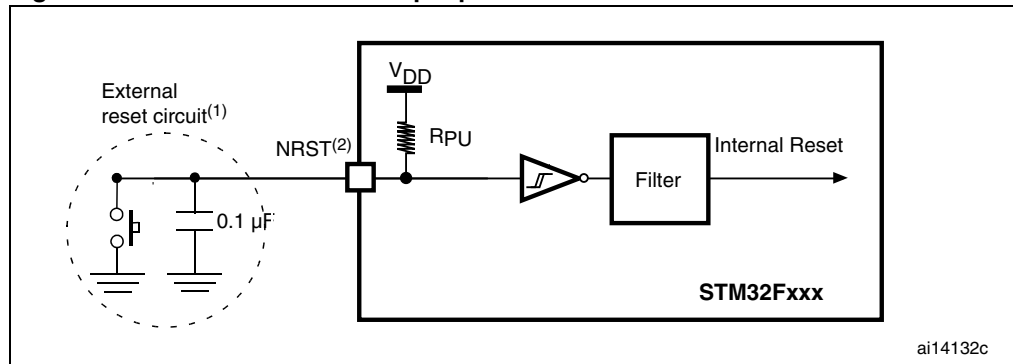 External
reset circuit(1)
NRST(2)
VDD
RPU
0.1 µF
Filter
Internal Reset
STM32Fxxx
ai14132c